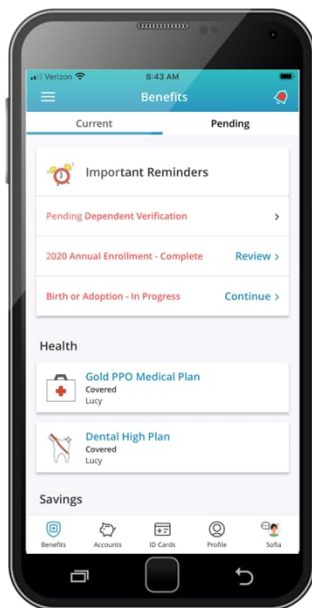 Verizon 8:43 AM
Benefits
Current Pending
Important Reminders
Pending Dependent Verification
2020 Annual Enrollment - Complete Review
Birth or Adoption - In Progress Continue
Health
Gold PPO Medical Plan
Covered
Lucy
Dental High Plan
Covered
Lucy
Savings
Benefits Accounts ID Cards Profile Sofia